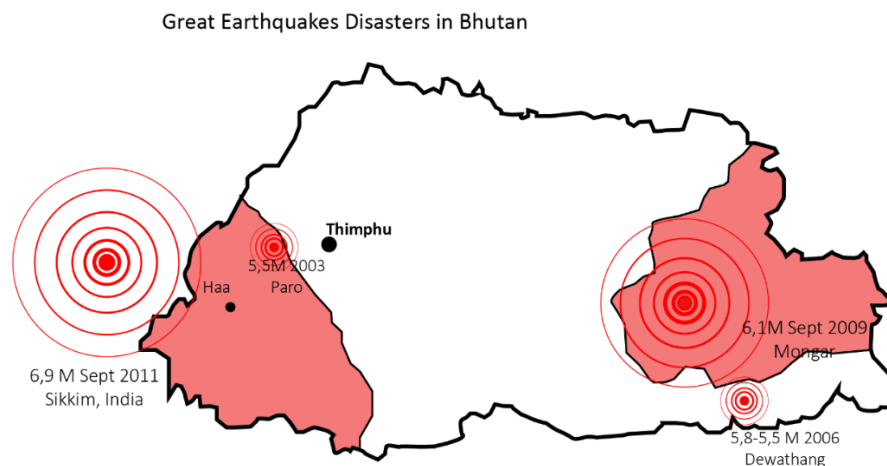 Great Earthquakes Disasters in Bhutan
Thimphu
5,5M 2003
Paro
Haa
6,9 M Sept 2011
Sikkim, India
6,1M Sept 2009
Mongar
5,8-5,5 M 2006
Dewathang